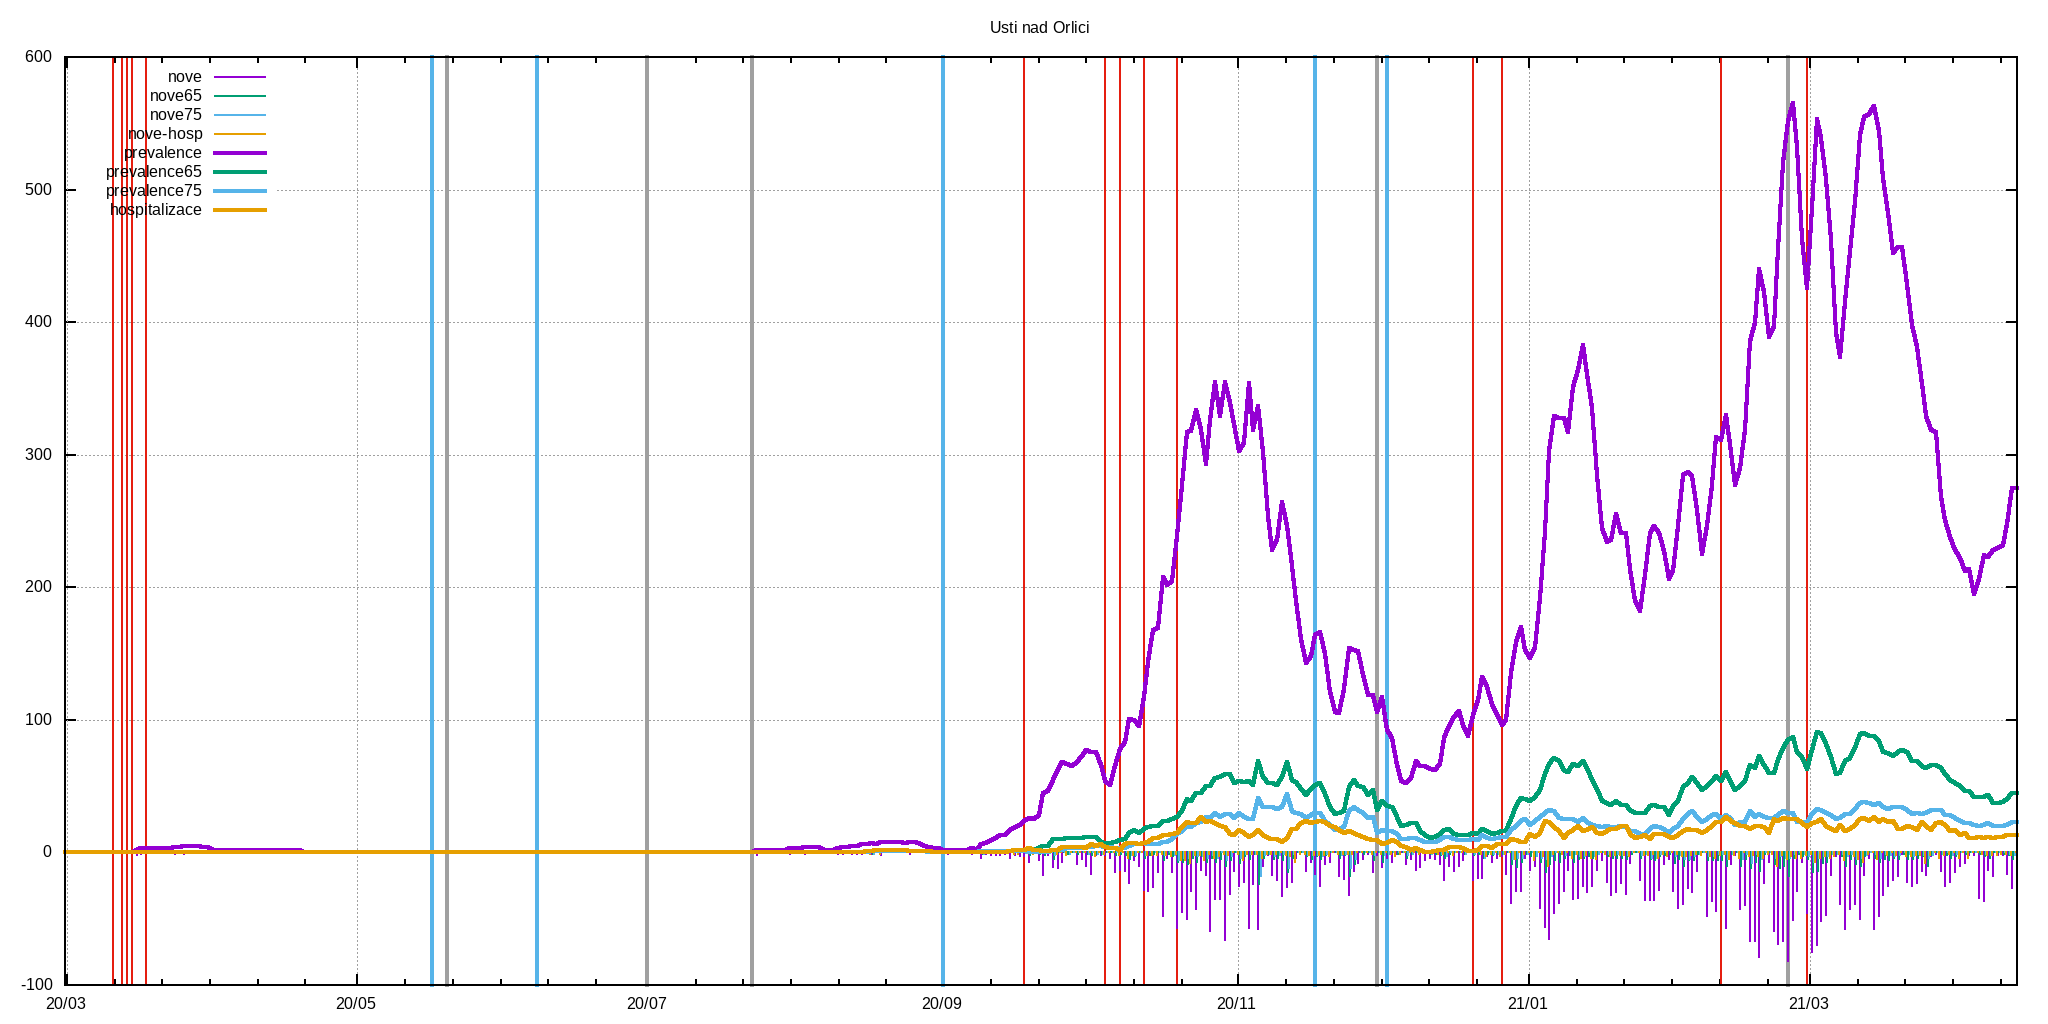 Usti nad Orlici
600
500
400
300
200
100
0
-100
nove
nove65
nove75
nove-hosp
prevalence
prevalence65
prevalence75
hospitalizace
20/03 20/05 20/07 20/09 20/11 21/01 21/03